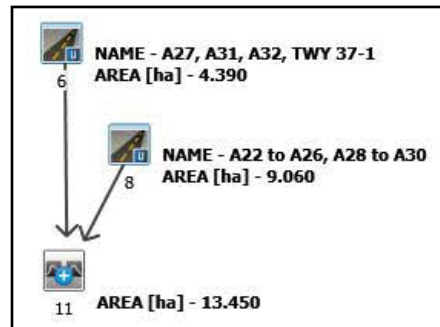 NAME - A27, A31, A32, TWY 37-1
AREA [ha] - 4.390
6
NAME - A22 to A26, A28 to A30
AREA [ha] - 9.060
8
11
AREA [ha] - 13.450